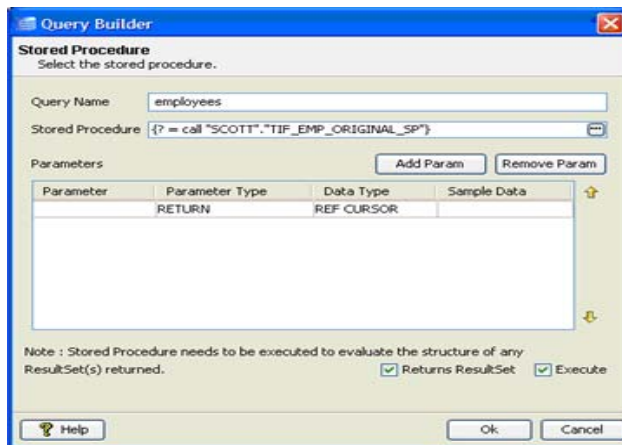 Query Builder
Stored Procedure
Select the stored procedure.
Query Name employees
Stored Procedure {? = call "SCOTT"."TIF_EMP_ORIGINAL_SP"}
Parameters Add Param Remove Param
Parameter Parameter Type Data Type Sample Data
RETURN REF CURSOR
Note : Stored Procedure needs to be executed to evaluate the structure of any
ResultSet(s) returned. Returns ResultSet Execute
Help Ok Cancel